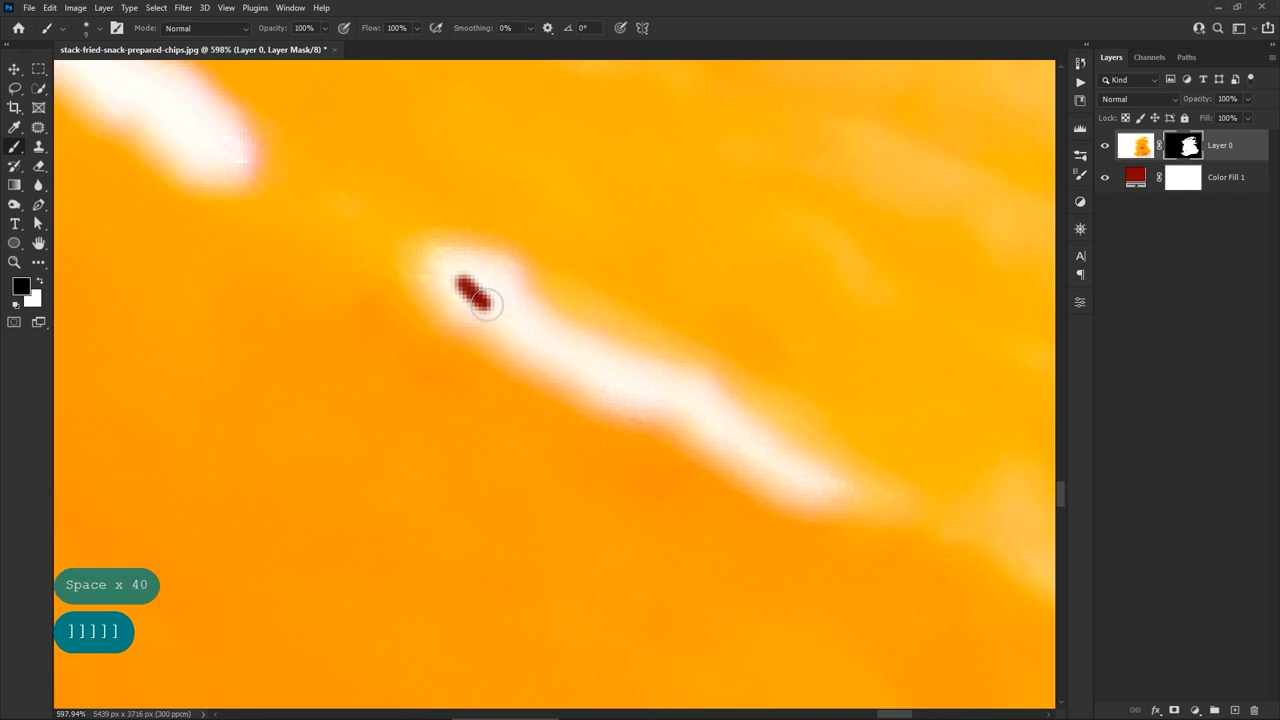 Ps File Edit Image Layer Type Select Filter 3D View Plugins Window Help
9 Mode: Normal Opacity: 100% Flow: 100% Smoothing: 0% 0°
stack-fried-snack-prepared-chips.jpg @ 598% (Layer 0, Layer Mask/8) *
Layers Channels Paths
Kind
Normal Opacity: 100%
Lock: Fill: 100%
Layer 0
Color Fill 1
Space x 40
]]]]]
597.94% 5439 px x 3716 px (300 ppcm)